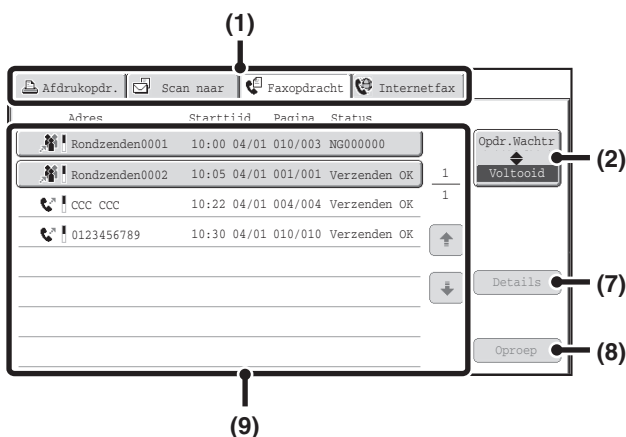 (1)
Afdrukopdr. Scan naar Faxopdracht Internetfax
Adres Starttijd Pagina Status
Rondzenden0001 10:00 04/01 010/003 NG000000
Rondzenden0002 10:05 04/01 001/001 Verzenden OK
CCC CCC 10:22 04/01 004/004 Verzenden OK
0123456789 10:30 04/01 010/010 Verzenden OK
1
1
Opdr.Wachtr
Voltooid
(2)
Details
(7)
Oproep
(8)
(9)